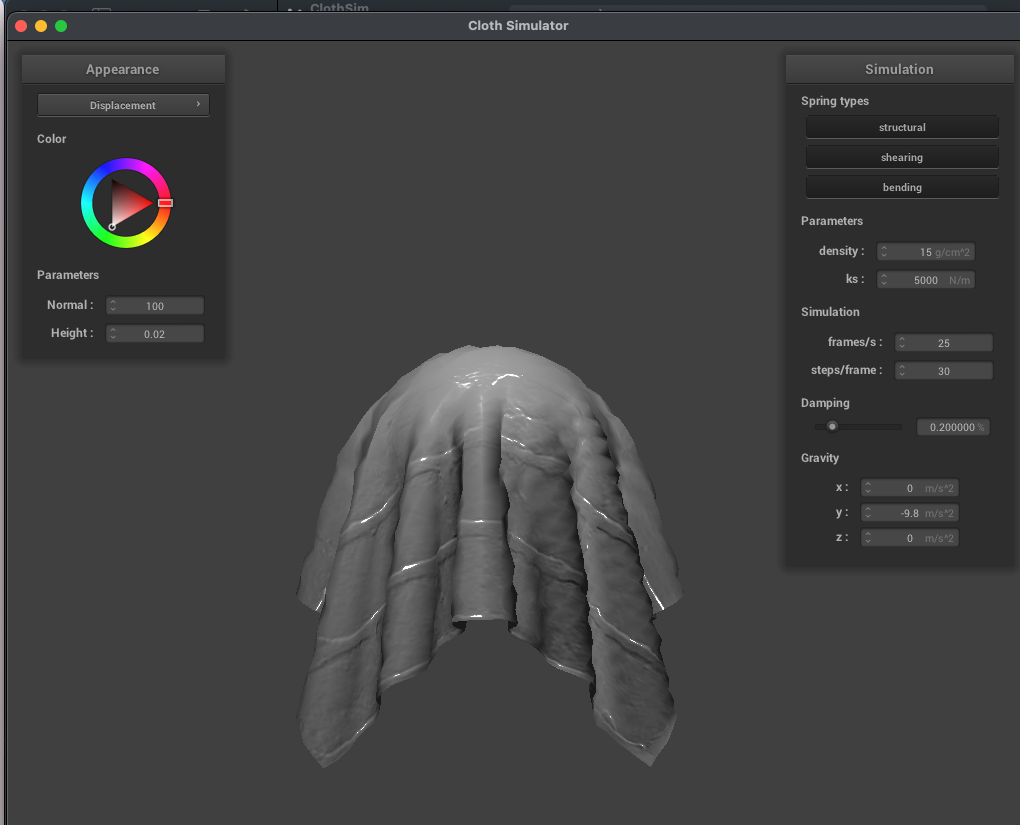 ClothSim
Cloth Simulator
Appearance
Displacement
Color
Parameters
Normal : 100
Height : 0.02
Simulation
Spring types
structural
shearing
bending
Parameters
density : 15 g/cm^2
ks : 5000 N/m
Simulation
frames/s : 25
steps/frame : 30
Damping
0.200000 %
Gravity
x : 0 m/s^2
y : -9.8 m/s^2
z : 0 m/s^2